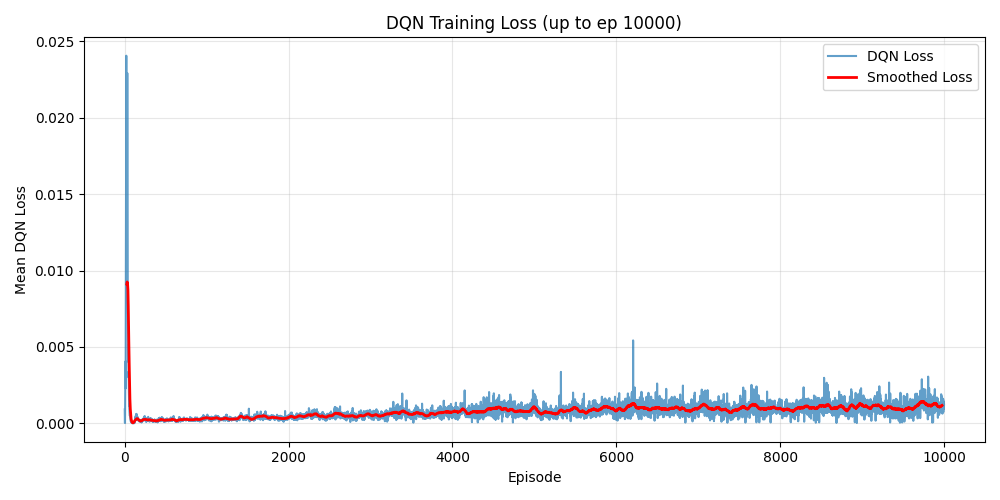 DQN Training Loss (up to ep 10000)
DQN Loss
Smoothed Loss
Mean DQN Loss
0.025
0.020
0.015
0.010
0.005
0.000
0 2000 4000 6000 8000 10000
Episode